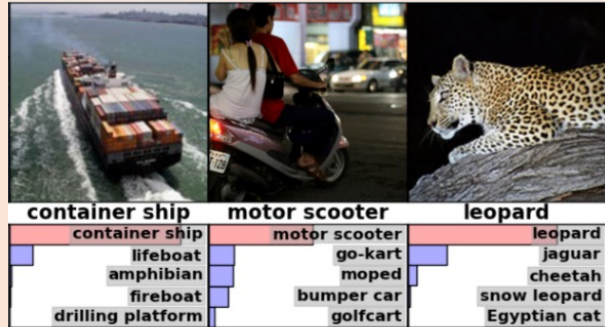 container ship
motor scooter
leopard
container ship
lifeboat
amphibian
fireboat
drilling platform
motor scooter
go-kart
moped
bumper car
golfcart
leopard
jaguar
cheetah
snow leopard
Egyptian cat